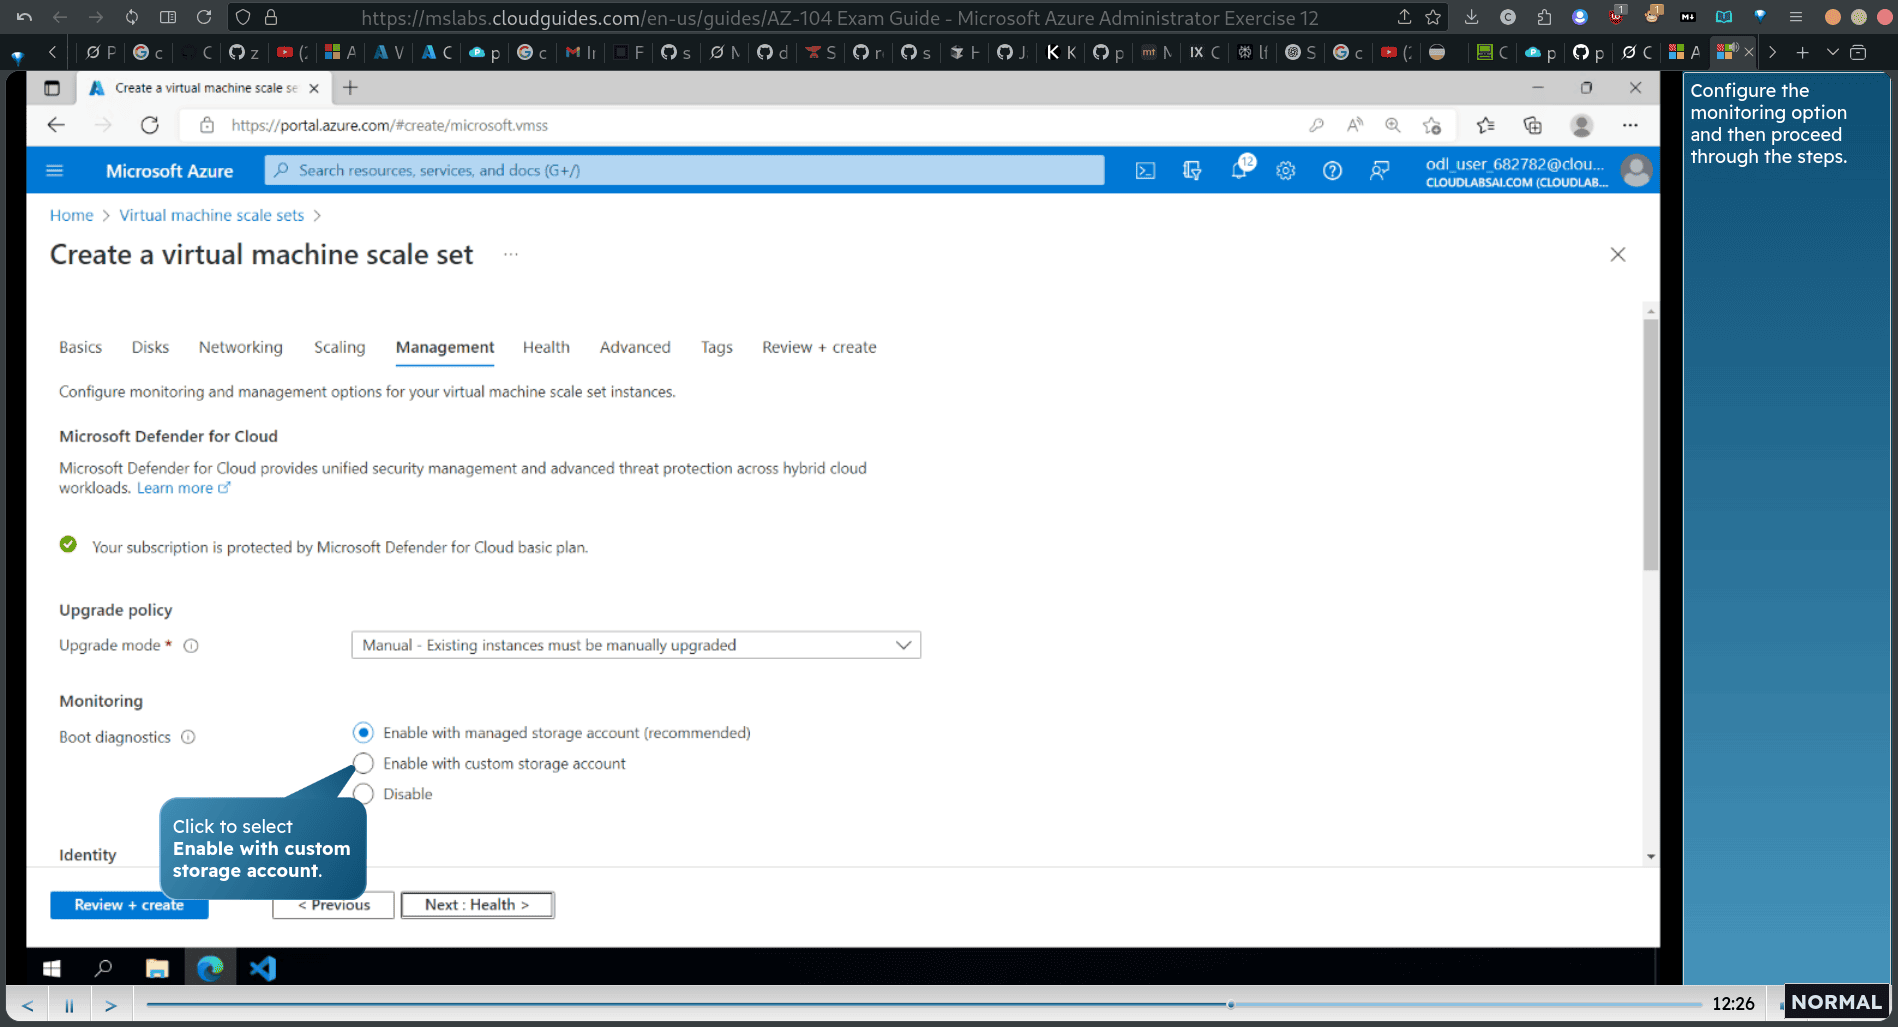 https://mslabs.cloudguides.com/en-us/guides/AZ-104 Exam Guide - Microsoft Azure Administrator Exercise 12
Create a virtual machine scale se
https://portal.azure.com/#create/microsoft.vmss
Microsoft Azure
Search resources, services, and docs (G+/)
12
odl_user_682782@clou...
CLOUDLABSAI.COM (CLOUDLAB...
Home > Virtual machine scale sets >
Create a virtual machine scale set ...
Basics Disks Networking Scaling Management Health Advanced Tags Review + create
Configure monitoring and management options for your virtual machine scale set instances.
Microsoft Defender for Cloud
Microsoft Defender for Cloud provides unified security management and advanced threat protection across hybrid cloud
workloads. Learn more
Your subscription is protected by Microsoft Defender for Cloud basic plan.
Upgrade policy
Upgrade mode *
Manual - Existing instances must be manually upgraded
Monitoring
Boot diagnostics
Enable with managed storage account (recommended)
Enable with custom storage account
Disable
Click to select
Enable with custom
storage account.
Identity
Review + create
< Previous
Next : Health >
Configure the
monitoring option
and then proceed
through the steps.
12:26
NORMAL